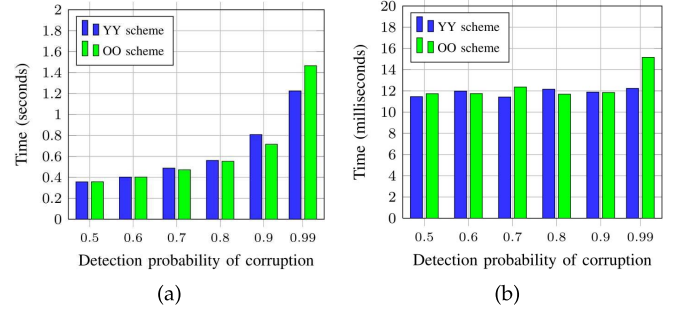 2
1.8
1.6
1.4
1.2
1
0.8
0.6
0.4
0.2
0
Time (seconds)
YY scheme
OO scheme
0.5 0.6 0.7 0.8 0.9 0.99
Detection probability of corruption
(a)
20
18
16
14
12
10
8
6
4
2
0
Time (milliseconds)
YY scheme
OO scheme
0.5 0.6 0.7 0.8 0.9 0.99
Detection probability of corruption
(b)